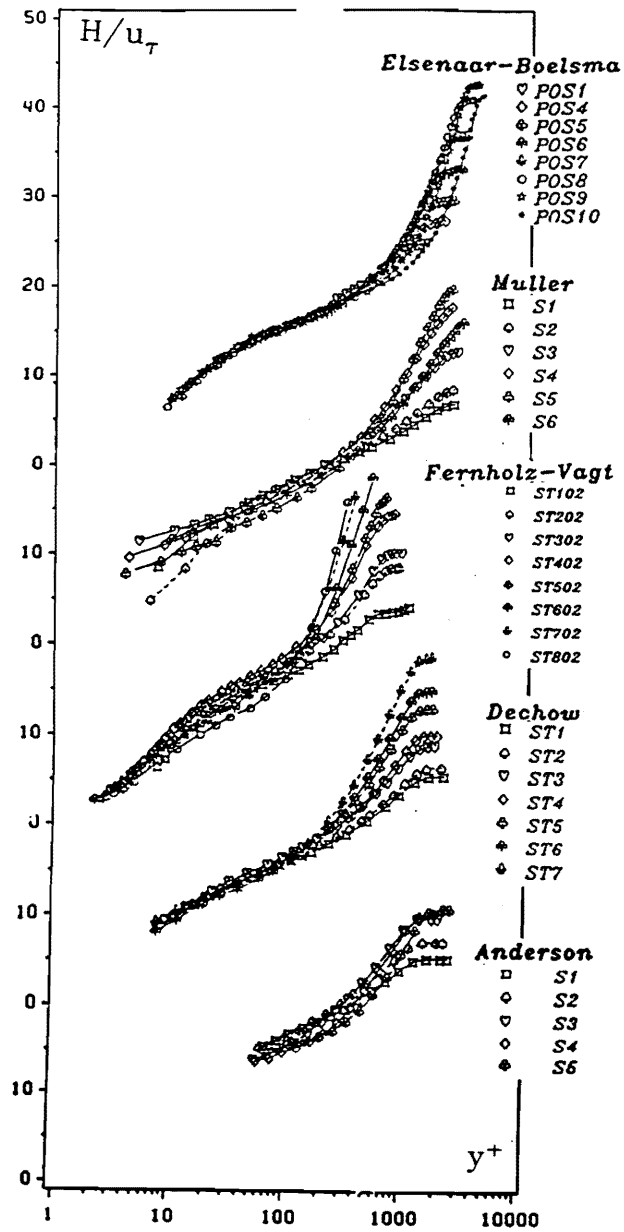 50
H/uτ
Elsenaar-Boelsma
POS1
POS4
40
POS5
POS6
POS7
POS8
30
POS9
POS10
20
Muller
S1
S2
10
S3
S4
S5
S6
0
Fernholz-Vagt
ST102
ST202
10
ST302
ST402
ST502
ST602
0
ST702
ST802
10
Dechow
ST1
ST2
ST3
0
ST4
ST5
ST6
ST7
10
Anderson
S1
S2
0
S3
S4
S6
10
y+
0
1 10 100 1000 10000